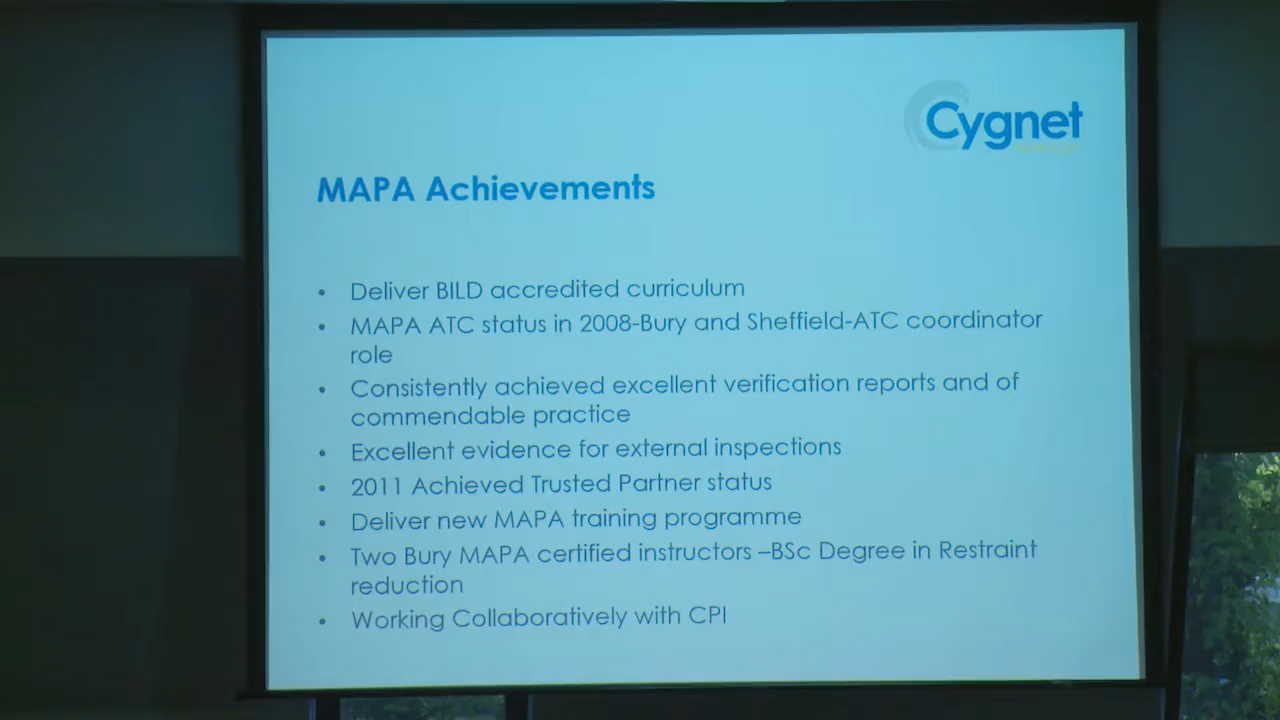 Cygnet
MAPA Achievements
• Deliver BILD accredited curriculum
• MAPA ATC status in 2008-Bury and Sheffield-ATC coordinator
role
• Consistently achieved excellent verification reports and of
commendable practice
• Excellent evidence for external inspections
• 2011 Achieved Trusted Partner status
• Deliver new MAPA training programme
• Two Bury MAPA certified instructors –BSc Degree in Restraint
reduction
• Working Collaboratively with CPI